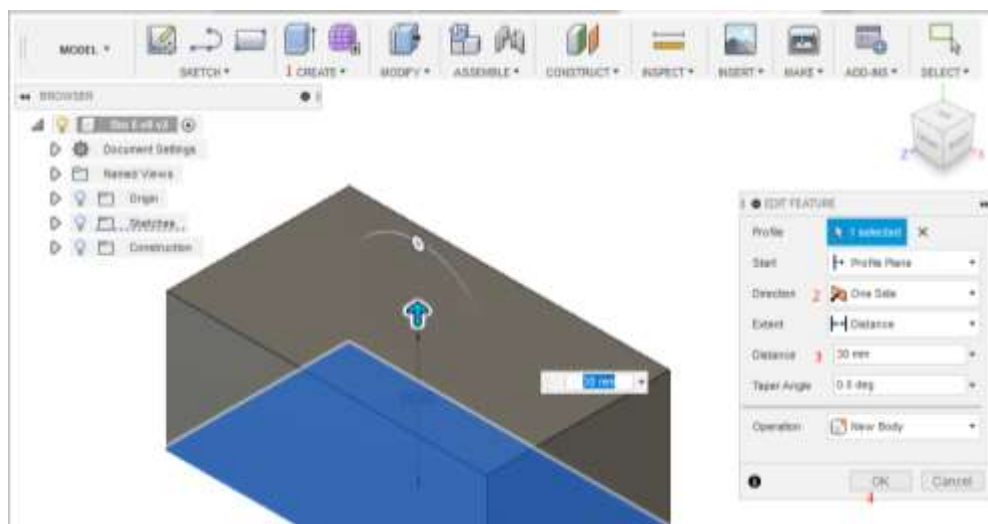 MODEL
SKETCH
1 CREATE
MODIFY
ASSEMBLE
CONSTRUCT
INSPECT
INSERT
MAKE
ADD-INS
SELECT
BROWSER
Document Settings
Named Views
Origin
Sketches
Construction
Z
X
EDIT FEATURE
Profile 1 selected
Start Profile Plane
Direction 2 One Side
Extent Distance
Distance 3 30 mm
Taper Angle 0.0 deg
Operation New Body
OK Cancel
4
30 mm